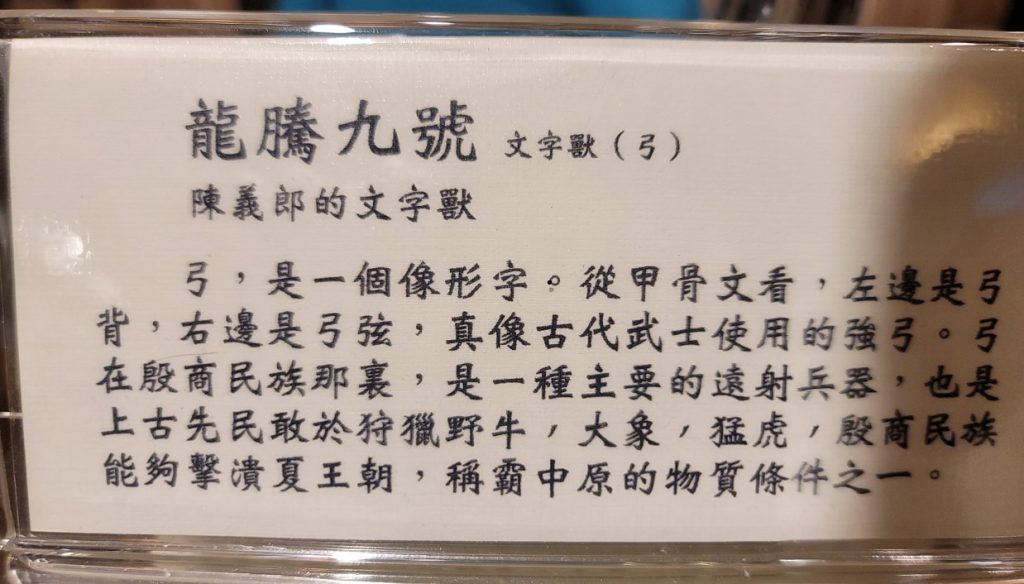 龍騰九號 文字獸（弓）
陳義郎的文字獸
弓，是一個像形字。從甲骨文看，左邊是弓
背，右邊是弓弦，真像古代武士使用的強弓。弓
在殷商民族那裏，是一種主要的遠射兵器，也是
上古先民敢於狩獵野牛，大象，猛虎，殷商民族
能夠擊潰夏王朝，稱霸中原的物質條件之一。